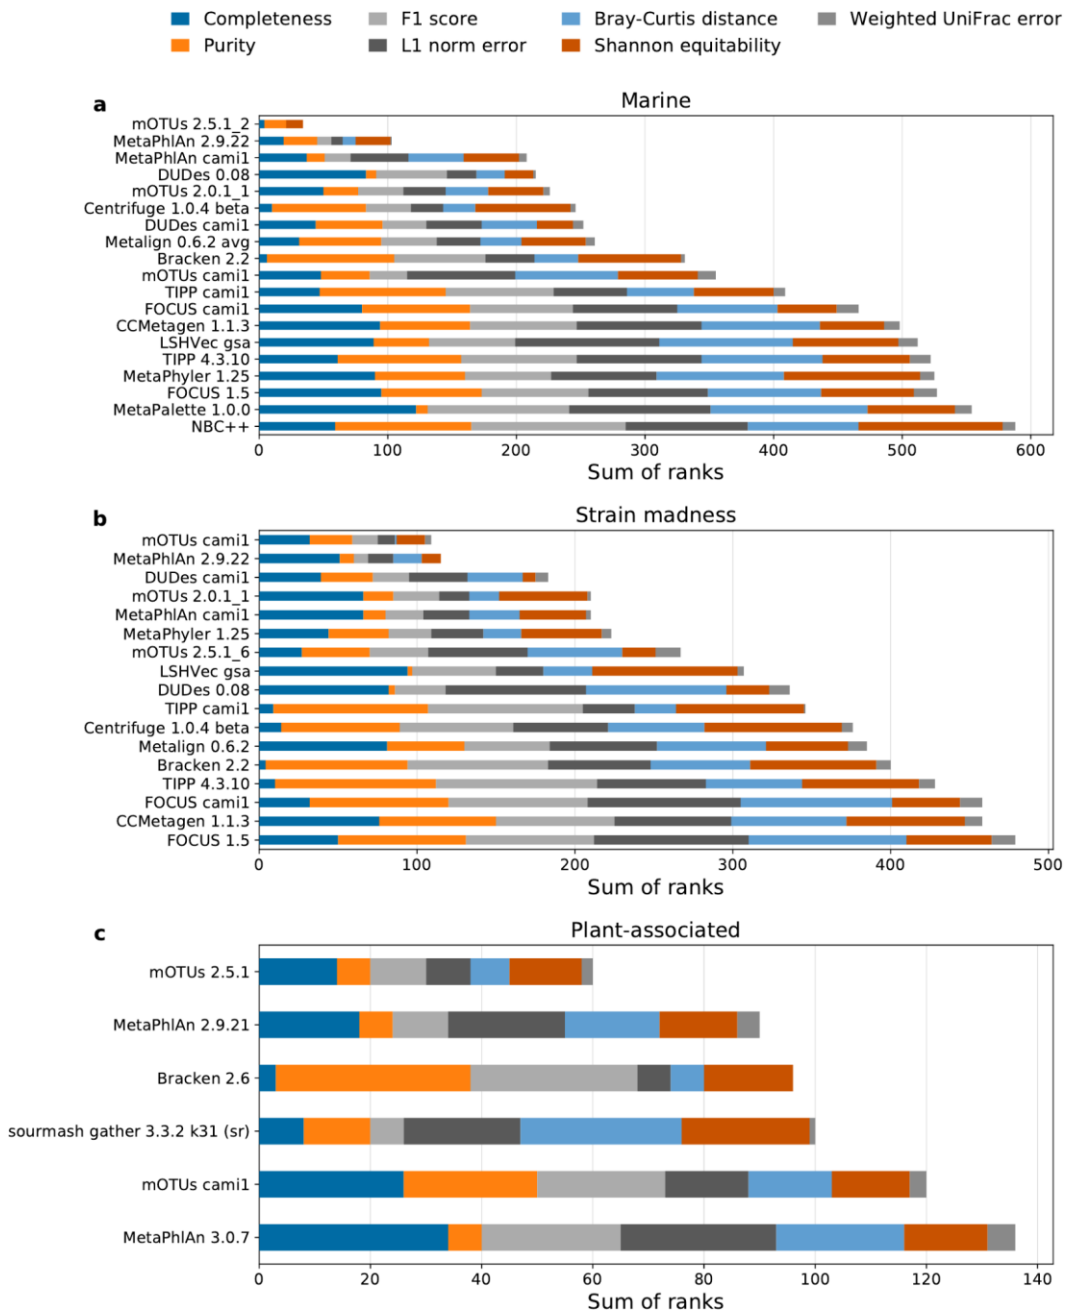 Completeness F1 score Bray-Curtis distance Weighted UniFrac error
Purity L1 norm error Shannon equitability
a Marine
mOTUs 2.5.1_2
MetaPhlAn 2.9.22
MetaPhlAn cami1
DUDes 0.08
mOTUs 2.0.1_1
Centrifuge 1.0.4 beta
DUDes cami1
Metalign 0.6.2 avg
Bracken 2.2
mOTUs cami1
TIPP cami1
FOCUS cami1
CCMetagen 1.1.3
LSHVec gsa
TIPP 4.3.10
MetaPhyler 1.25
FOCUS 1.5
MetaPalette 1.0.0
NBC++
0 100 200 300 400 500 600
Sum of ranks
b Strain madness
mOTUs cami1
MetaPhlAn 2.9.22
DUDes cami1
mOTUs 2.0.1_1
MetaPhlAn cami1
MetaPhyler 1.25
mOTUs 2.5.1_6
LSHVec gsa
DUDes 0.08
TIPP cami1
Centrifuge 1.0.4 beta
Metalign 0.6.2
Bracken 2.2
TIPP 4.3.10
FOCUS cami1
CCMetagen 1.1.3
FOCUS 1.5
0 100 200 300 400 500
Sum of ranks
c Plant-associated
mOTUs 2.5.1
MetaPhlAn 2.9.21
Bracken 2.6
sourmash gather 3.3.2 k31 (sr)
mOTUs cami1
MetaPhlAn 3.0.7
0 20 40 60 80 100 120 140
Sum of ranks